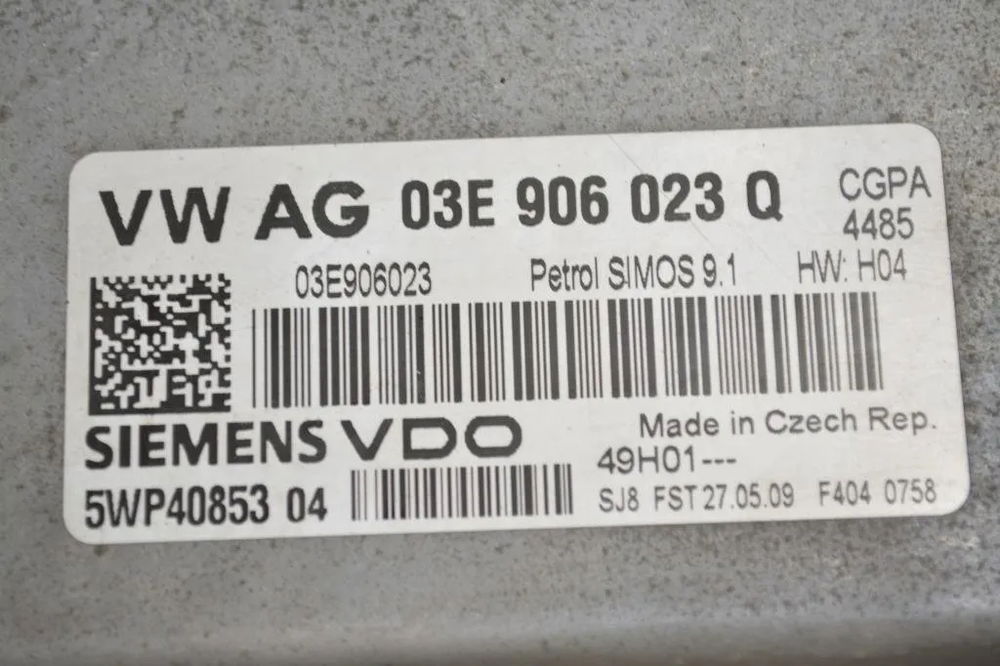 VW AG 03E 906 023 Q CGPA
4485
03E906023 Petrol SIMOS 9.1 HW: H04
SIEMENS VDO Made in Czech Rep.
49H01---
5WP40853 04 SJ8 FST 27.05.09 F404 0758